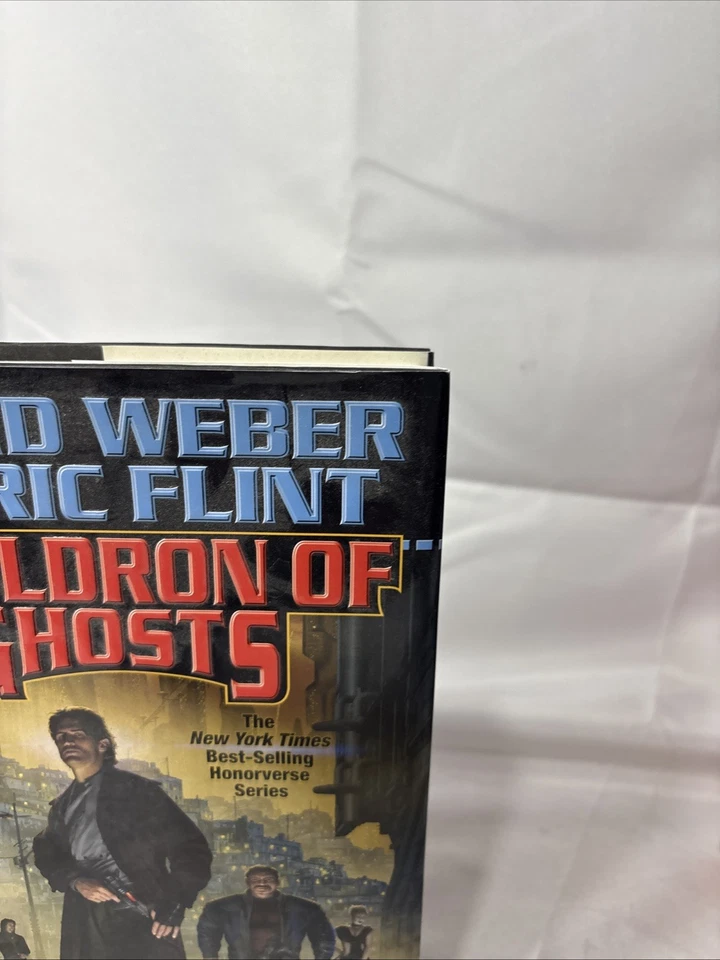 D WEBER
RIC FLINT
LDRON OF
GHOSTS
The
New York Times
Best-Selling
Honorverse
Series